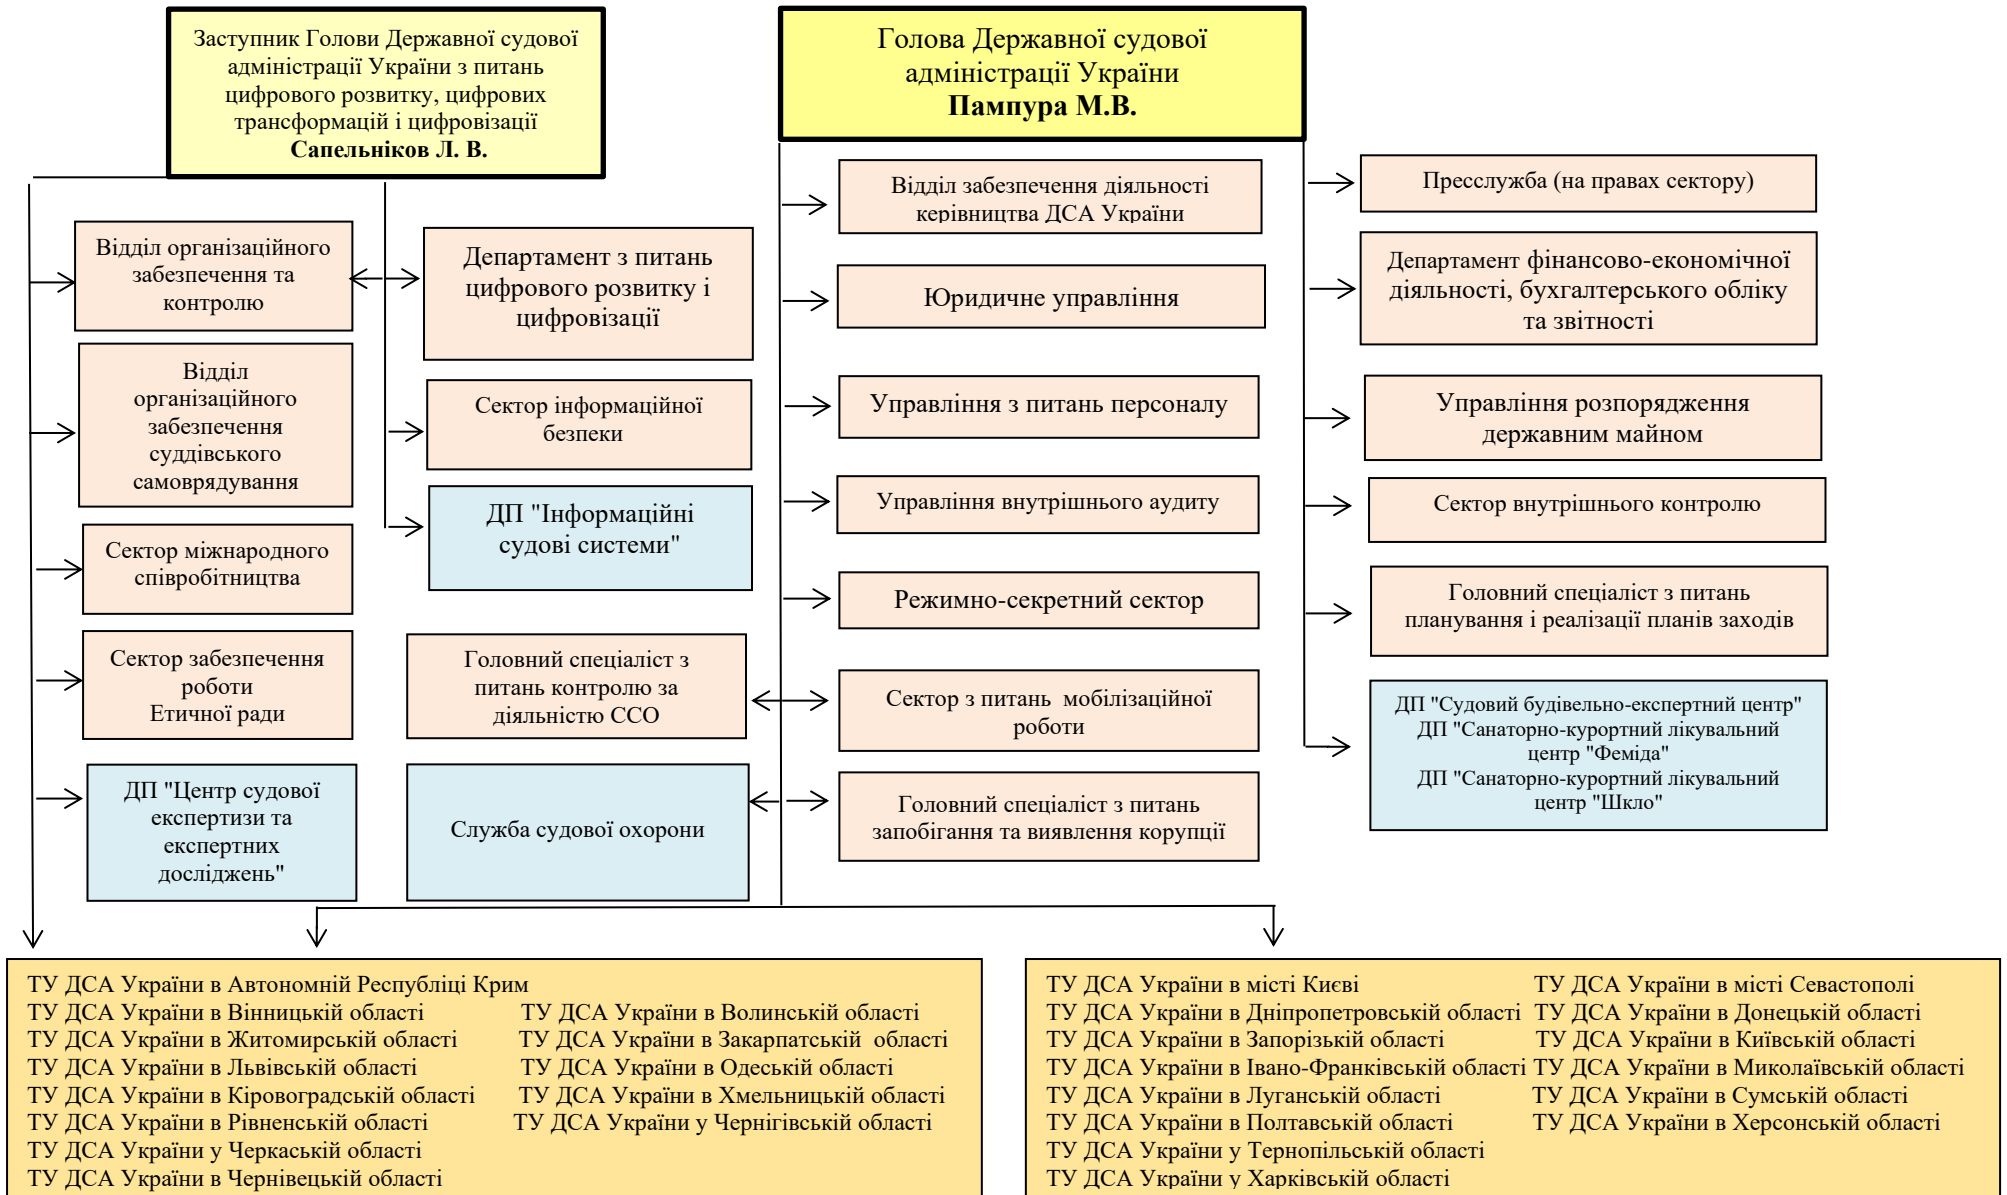 Заступник Голови Державної судової
адміністрації України з питань
цифрового розвитку, цифрових
трансформацій і цифровізації
Сапельніков Л. В.
Голова Державної судової
адміністрації України
Пампура М.В.
Відділ організаційного
забезпечення та
контролю
Відділ
організаційного
забезпечення
суддівського
самоврядування
Сектор міжнародного
співробітництва
Сектор забезпечення
роботи
Етичної ради
ДП "Центр судової
експертизи та
експертних
досліджень"
Департамент з питань
цифрового розвитку і
цифровізації
Сектор інформаційної
безпеки
ДП "Інформаційні
судові системи"
Головний спеціаліст з
питань контролю за
діяльністю ССО
Служба судової охорони
Відділ забезпечення діяльності
керівництва ДСА України
Юридичне управління
Управління з питань персоналу
Управління внутрішнього аудиту
Режимно-секретний сектор
Сектор з питань  мобілізаційної
роботи
Головний спеціаліст з питань
запобігання та виявлення корупції
Пресслужба (на правах сектору)
Департамент фінансово-економічної
діяльності, бухгалтерського обліку
та звітності
Управління розпорядження
державним майном
Сектор внутрішнього контролю
Головний спеціаліст з питань
планування і реалізації планів заходів
ДП "Судовий будівельно-експертний центр"
ДП "Санаторно-курортний лікувальний
центр "Феміда"
ДП "Санаторно-курортний лікувальний
центр "Шкло"
ТУ ДСА України в Автономній Республіці Крим
ТУ ДСА України в Вінницькій області ТУ ДСА України в Волинській області
ТУ ДСА України в Житомирській області ТУ ДСА України в Закарпатській  області
ТУ ДСА України в Львівській області ТУ ДСА України в Одеській області
ТУ ДСА України в Кіровоградській області ТУ ДСА України в Хмельницькій області
ТУ ДСА України в Рівненській області ТУ ДСА України у Чернігівській області
ТУ ДСА України у Черкаській області
ТУ ДСА України в Чернівецькій області
ТУ ДСА України в місті Києві ТУ ДСА України в місті Севастополі
ТУ ДСА України в Дніпропетровській області ТУ ДСА України в Донецькій області
ТУ ДСА України в Запорізькій області ТУ ДСА України в Київській області
ТУ ДСА України в Івано-Франківській області ТУ ДСА України в Миколаївській області
ТУ ДСА України в Луганській області ТУ ДСА України в Сумській області
ТУ ДСА України в Полтавській області ТУ ДСА України в Херсонській області
ТУ ДСА України у Тернопільській області
ТУ ДСА України у Харківській області